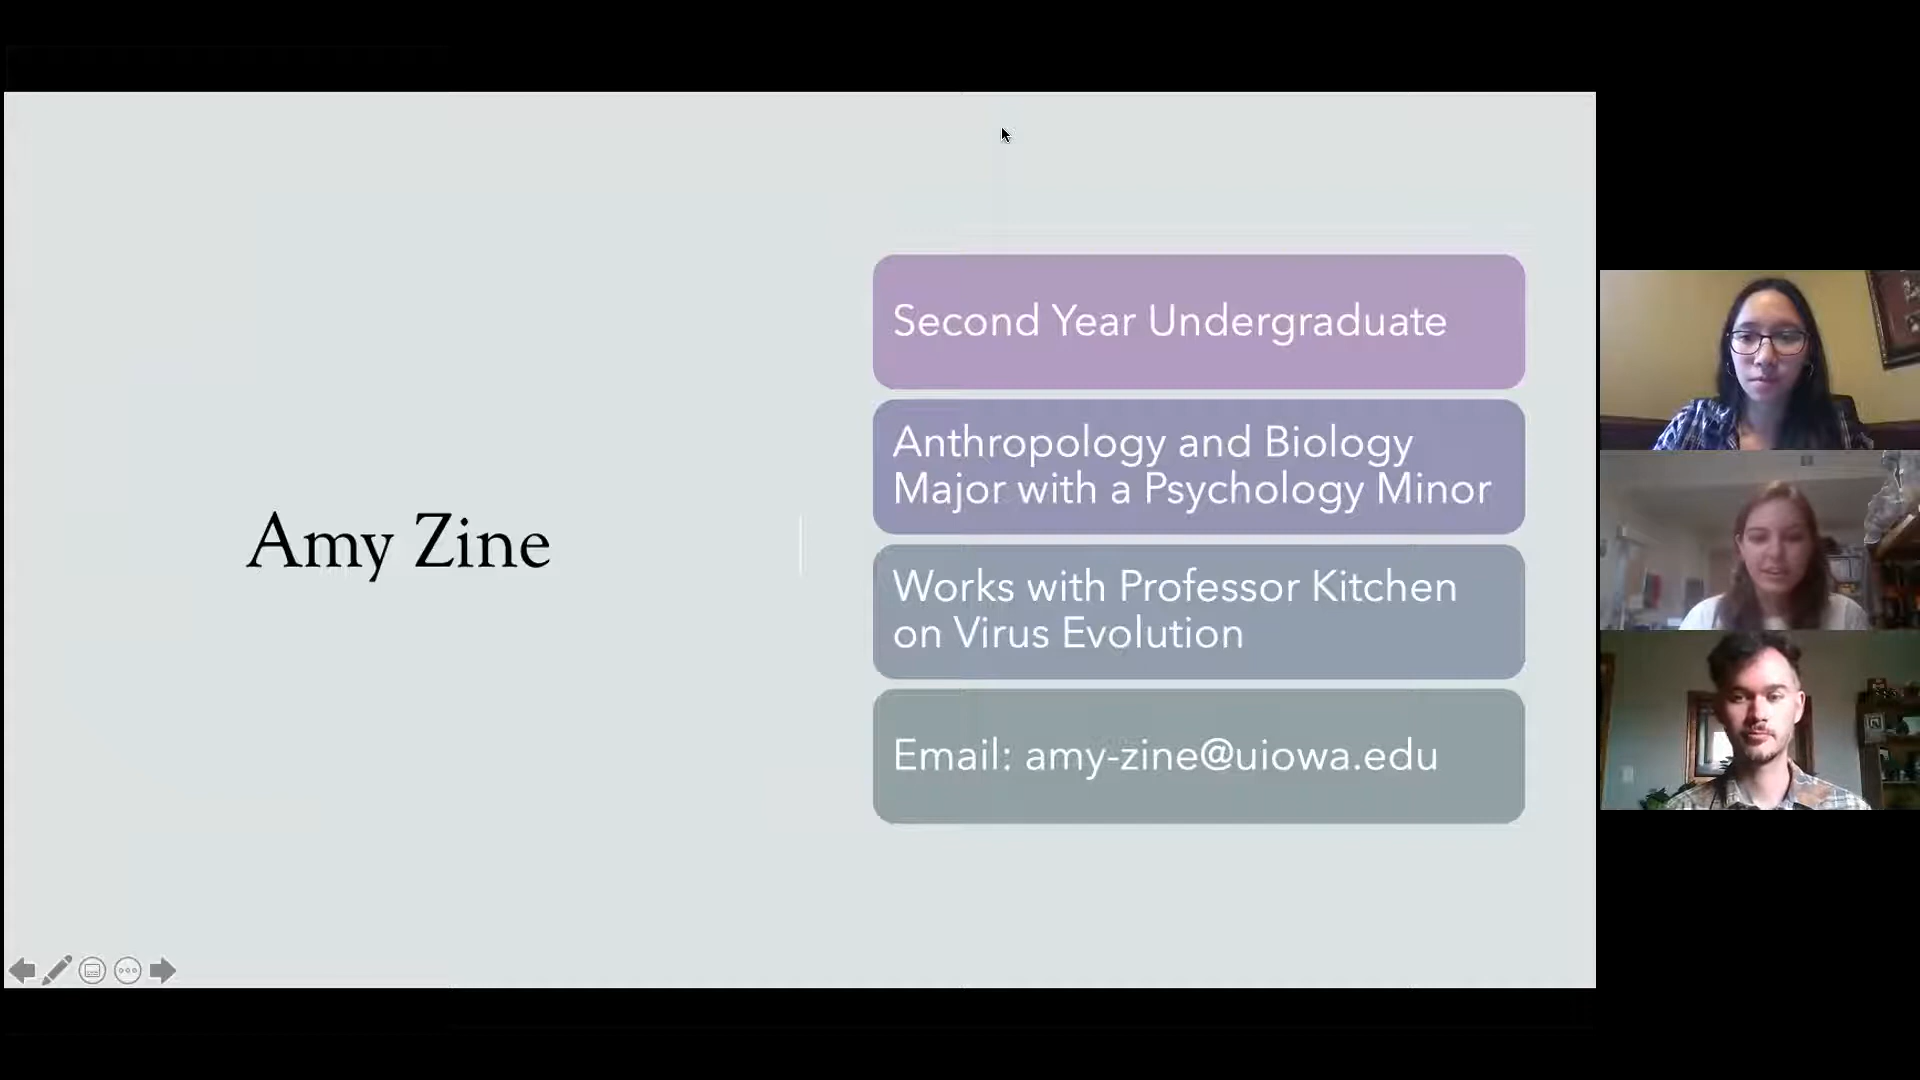 Amy Zine
Second Year Undergraduate
Anthropology and Biology
Major with a Psychology Minor
Works with Professor Kitchen
on Virus Evolution
Email: amy-zine@uiowa.edu